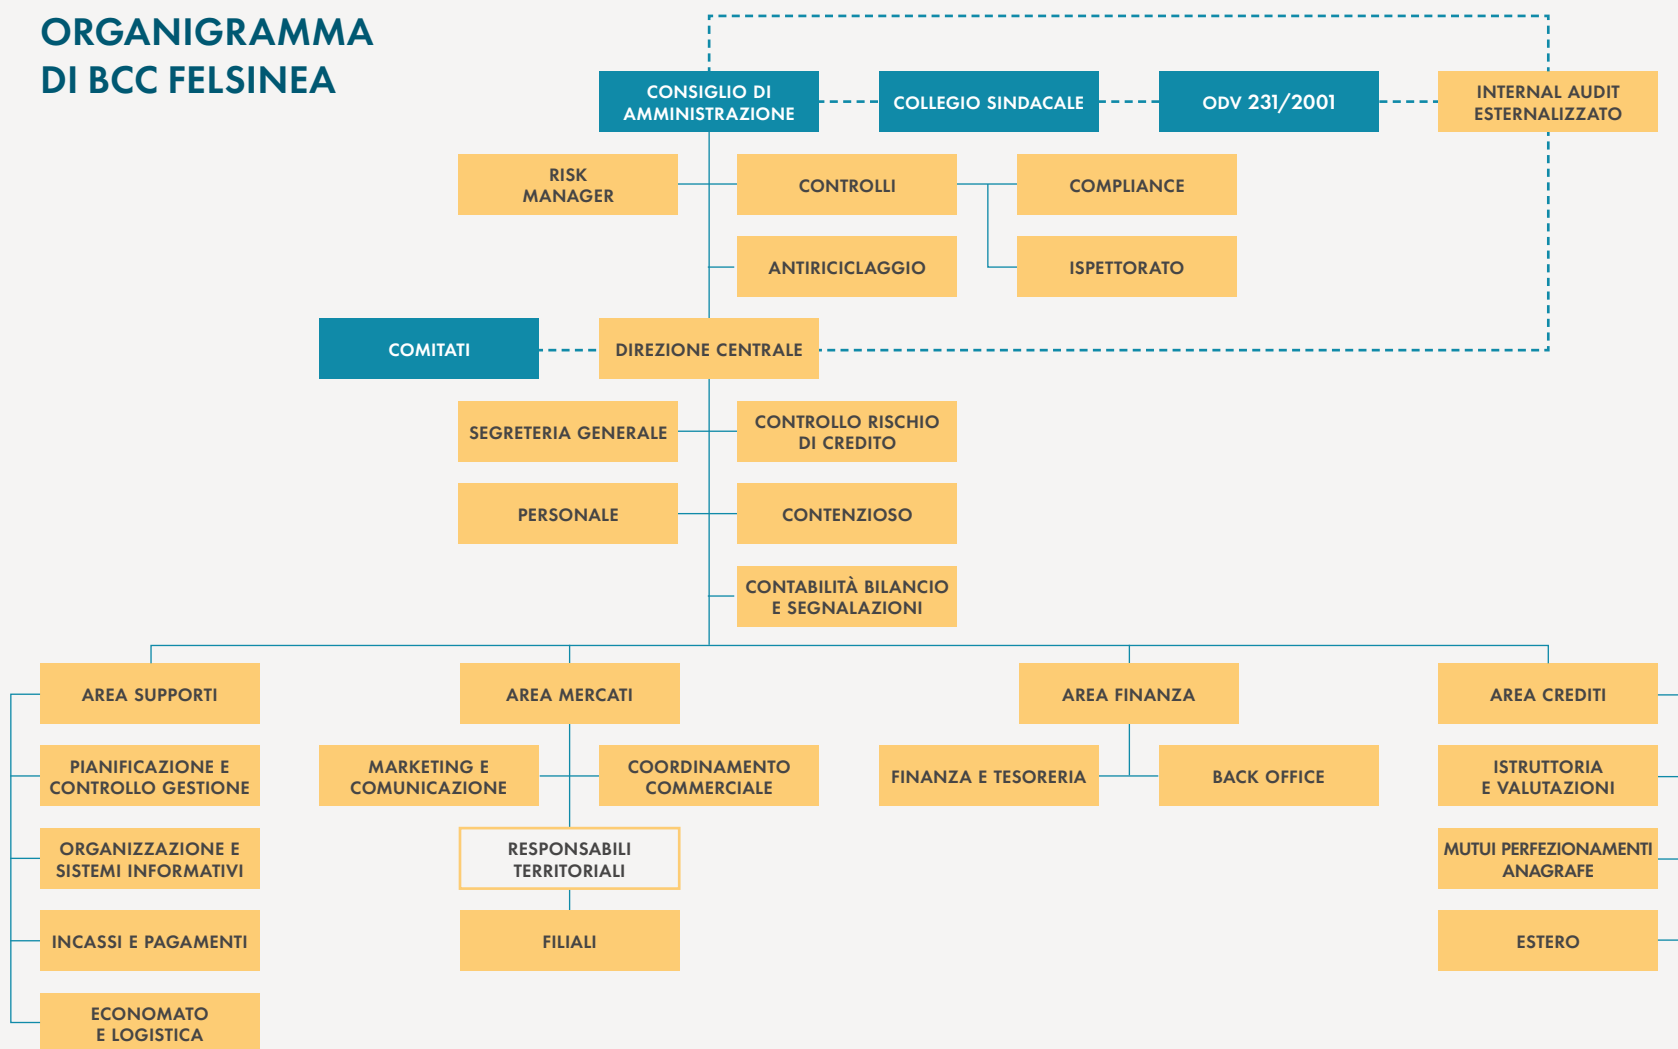 ORGANIGRAMMA
DI BCC FELSINEA
CONSIGLIO DI
AMMINISTRAZIONE
COLLEGIO SINDACALE
ODV 231/2001
INTERNAL AUDIT
ESTERNALIZZATO
RISK
MANAGER
CONTROLLI
COMPLIANCE
ANTIRICICLAGGIO
ISPETTORATO
COMITATI
DIREZIONE CENTRALE
SEGRETERIA GENERALE
CONTROLLO RISCHIO
DI CREDITO
PERSONALE
CONTENZIOSO
CONTABILITÀ BILANCIO
E SEGNALAZIONI
AREA SUPPORTI
AREA MERCATI
AREA FINANZA
AREA CREDITI
PIANIFICAZIONE E
CONTROLLO GESTIONE
MARKETING E
COMUNICAZIONE
COORDINAMENTO
COMMERCIALE
FINANZA E TESORERIA
BACK OFFICE
ISTRUTTORIA
E VALUTAZIONI
ORGANIZZAZIONE E
SISTEMI INFORMATIVI
RESPONSABILI
TERRITORIALI
MUTUI PERFEZIONAMENTI
ANAGRAFE
INCASSI E PAGAMENTI
FILIALI
ESTERO
ECONOMATO
E LOGISTICA